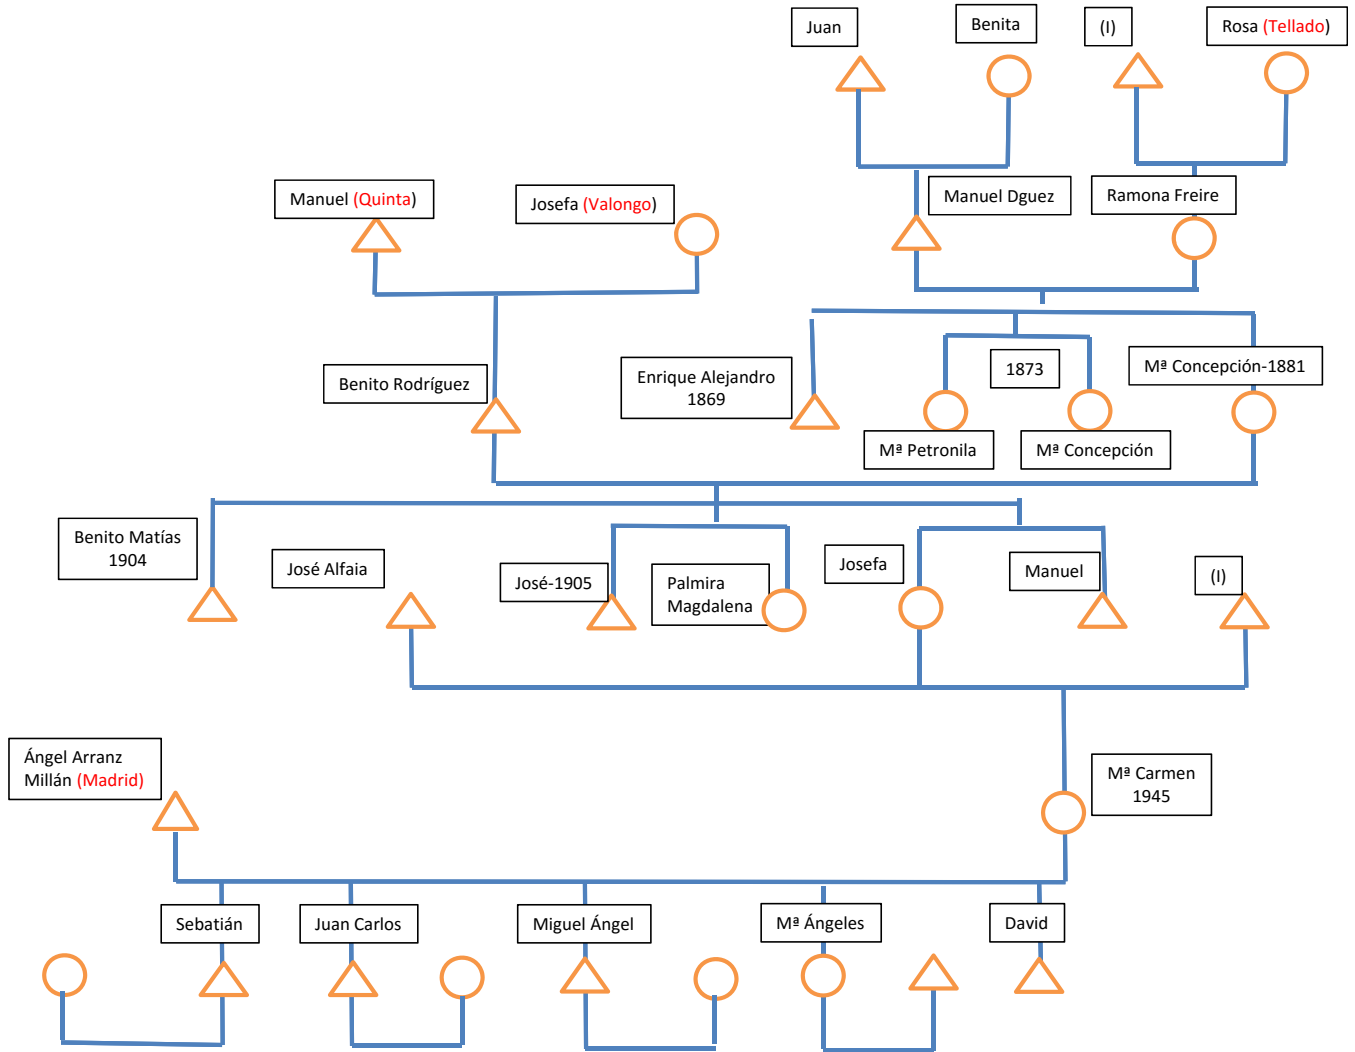 Juan
Benita
(I)
Rosa (Tellado)
Manuel (Quinta)
Josefa (Valongo)
Manuel Dguez
Ramona Freire
Benito Rodríguez
Enrique Alejandro
1869
1873
Mª Concepción-1881
Mª Petronila
Mª Concepción
Benito Matías
1904
José Alfaia
José-1905
Palmira
Magdalena
Josefa
Manuel
(I)
Ángel Arranz
Millán (Madrid)
Mª Carmen
1945
Sebatián
Juan Carlos
Miguel Ángel
Mª Ángeles
David